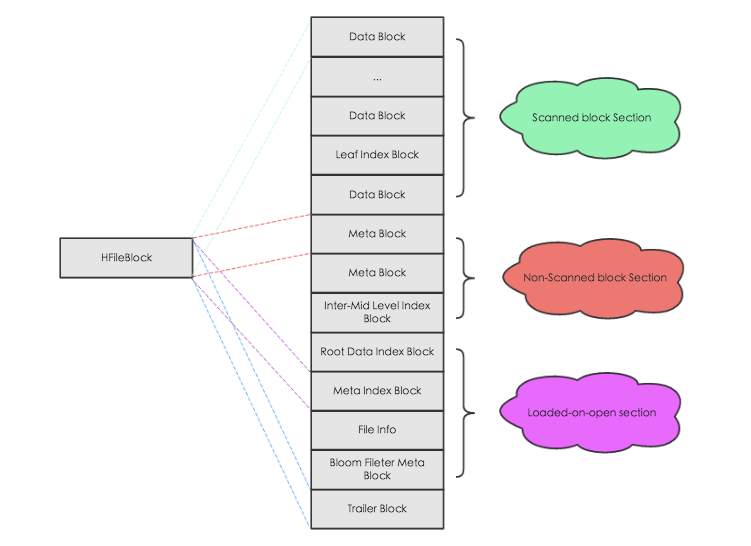 Data Block
...
Data Block
Leaf Index Block
Data Block
Meta Block
Meta Block
Inter-Mid Level Index
Block
Root Data Index Block
Meta Index Block
File Info
Bloom Fileter Meta
Block
Trailer Block
HFileBlock
Scanned block Section
Non-Scanned block Section
Loaded-on-open section